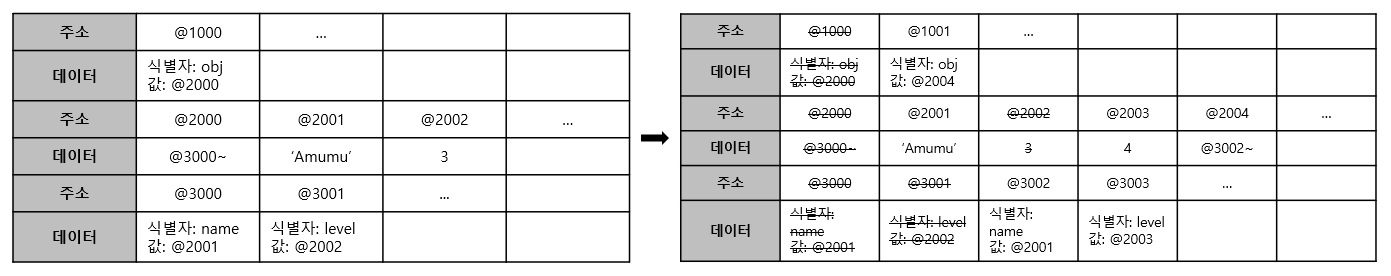 주소 @1000 ...
데이터 식별자: obj
값: @2000
주소 @2000 @2001 @2002 ...
데이터 @3000~ ‘Amumu’ 3
주소 @3000 @3001 ...
데이터 식별자: name 식별자: level
값: @2001 값: @2002
주소 @1000 @1001 ...
데이터 식별자: obj 식별자: obj
값: @2000 값: @2004
주소 @2000 @2001 @2002 @2003 @2004 ...
데이터 @3000~ ‘Amumu’ 3 4 @3002~
주소 @3000 @3001 @3002 @3003 ...
데이터 식별자: 식별자: level 식별자: 식별자: level
name 값: @2002 name 값: @2003
값: @2001 값: @2001